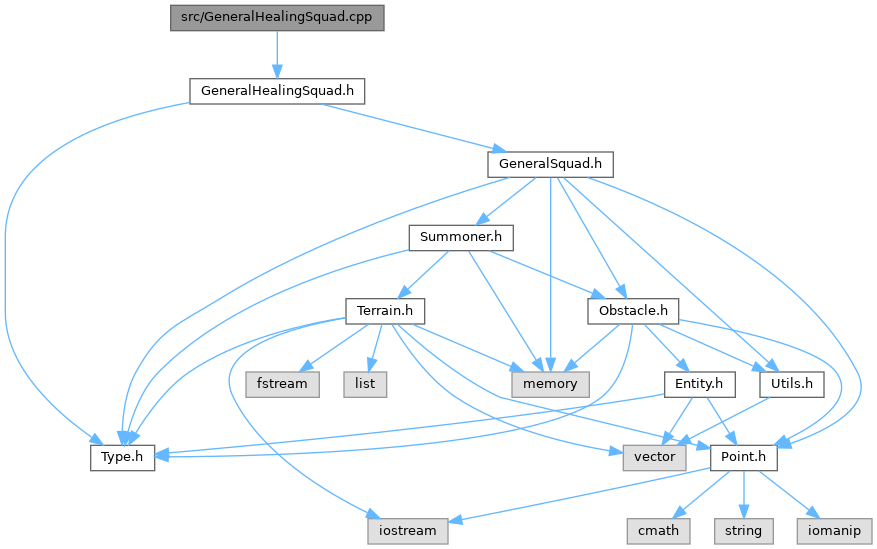 src/GeneralHealingSquad.cpp
GeneralHealingSquad.h
GeneralSquad.h
Summoner.h
Terrain.h
Obstacle.h
fstream
list
memory
Entity.h
Utils.h
Type.h
vector
Point.h
iostream
cmath
string
iomanip